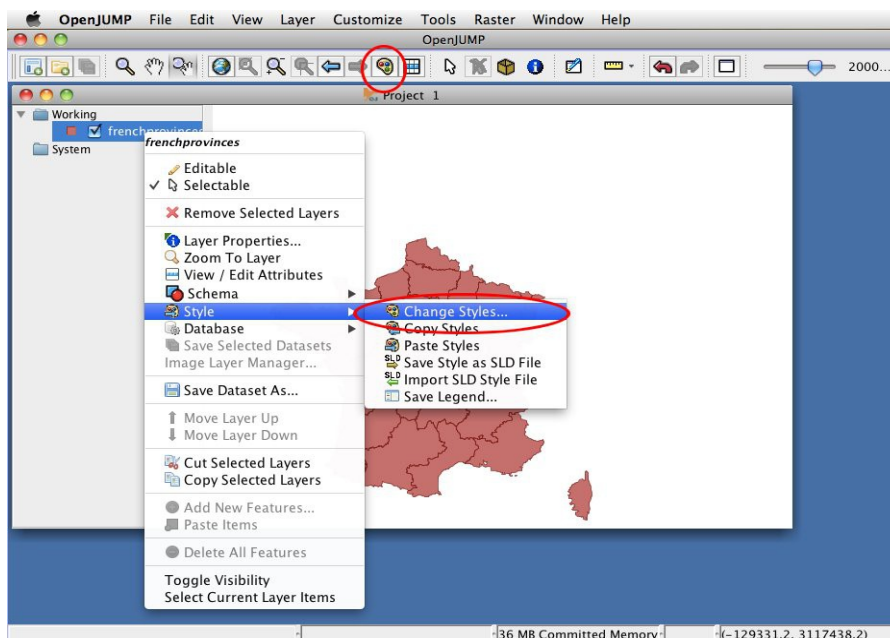 OpenJUMP File Edit View Layer Customize Tools Raster Window Help
OpenJUMP
2000...
Project 1
Working
frenchprovinces
System
frenchprovinces
Editable
Selectable
Remove Selected Layers
Layer Properties...
Zoom To Layer
View / Edit Attributes
Schema
Style
Change Styles...
Database
Copy Styles
Save Selected Datasets
Paste Styles
Image Layer Manager...
SLD Save Style as SLD File
SLD Import SLD Style File
Save Dataset As...
Save Legend...
Move Layer Up
Move Layer Down
Cut Selected Layers
Copy Selected Layers
Add New Features...
Paste Items
Delete All Features
Toggle Visibility
Select Current Layer Items
36 MB Committed Memory
(-129331.2, 3117438.2)